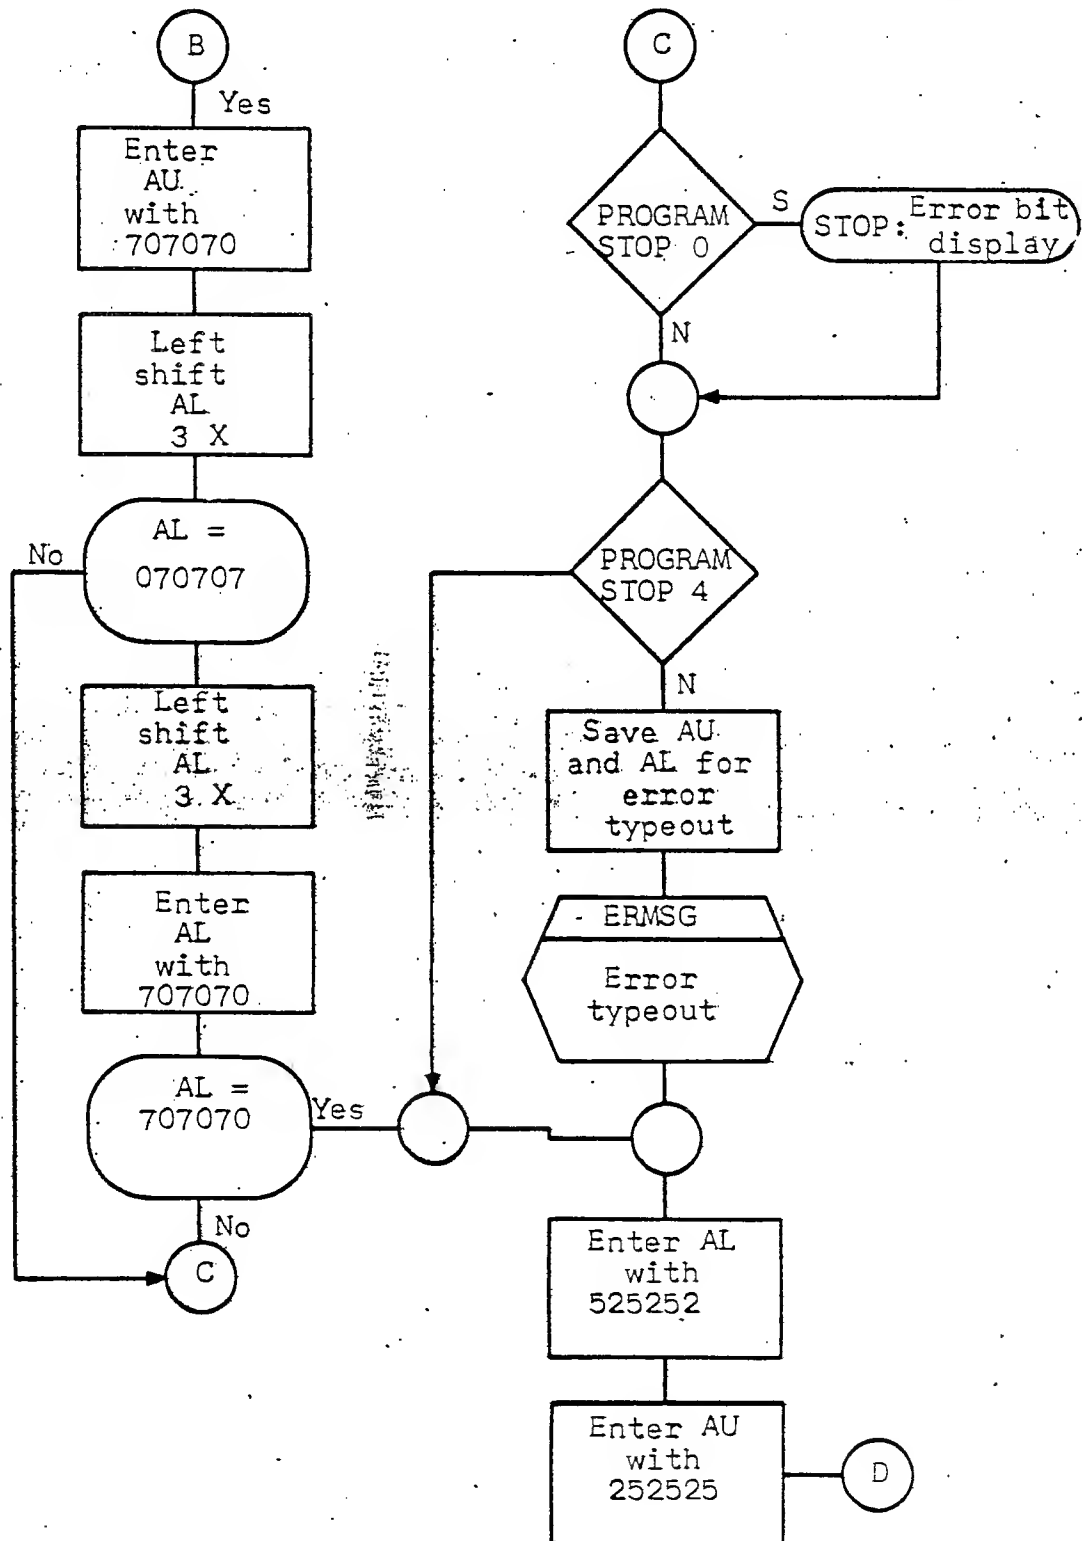 B
Yes
Enter
AU
with
707070
Left
shift
AL
3 X
AL =
070707
No
Left
shift
AL
3 X
Enter
AL
with
707070
AL =
707070
Yes
No
C
C
PROGRAM
STOP 0
S
STOP: Error bit
display
N
PROGRAM
STOP 4
N
Save AU
and AL for
error
typeout
ERMSG
Error
typeout
Enter AL
with
525252
Enter AU
with
252525
D